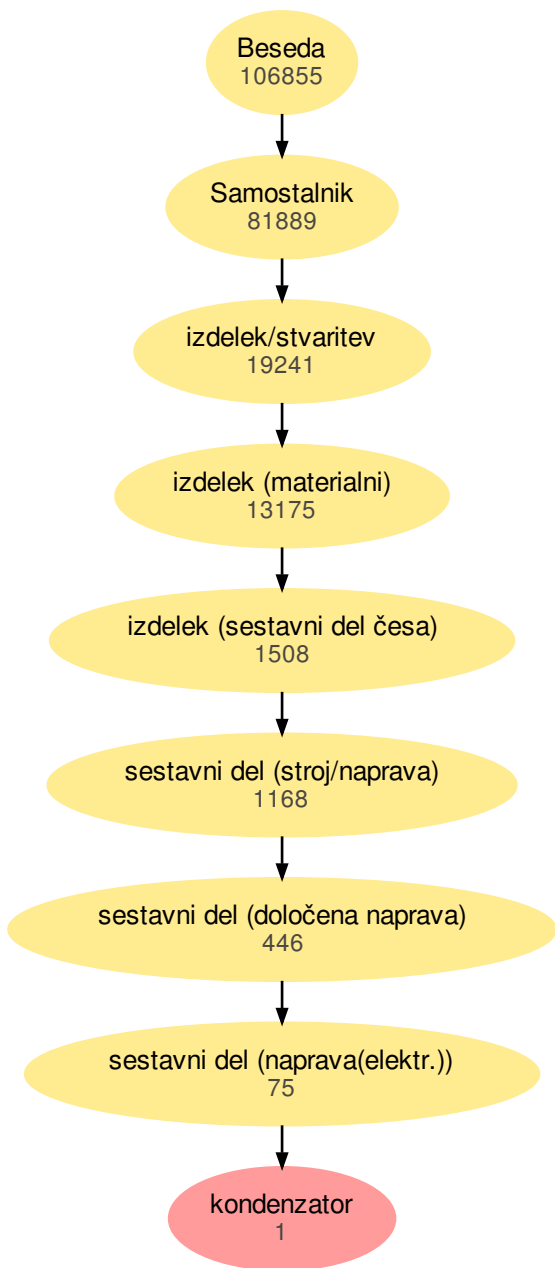 Beseda
106855
Samostalnik
81889
izdelek/stvaritev
19241
izdelek (materialni)
13175
izdelek (sestavni del česa)
1508
sestavni del (stroj/naprava)
1168
sestavni del (določena naprava)
446
sestavni del (naprava(elektr.))
75
kondenzator
1